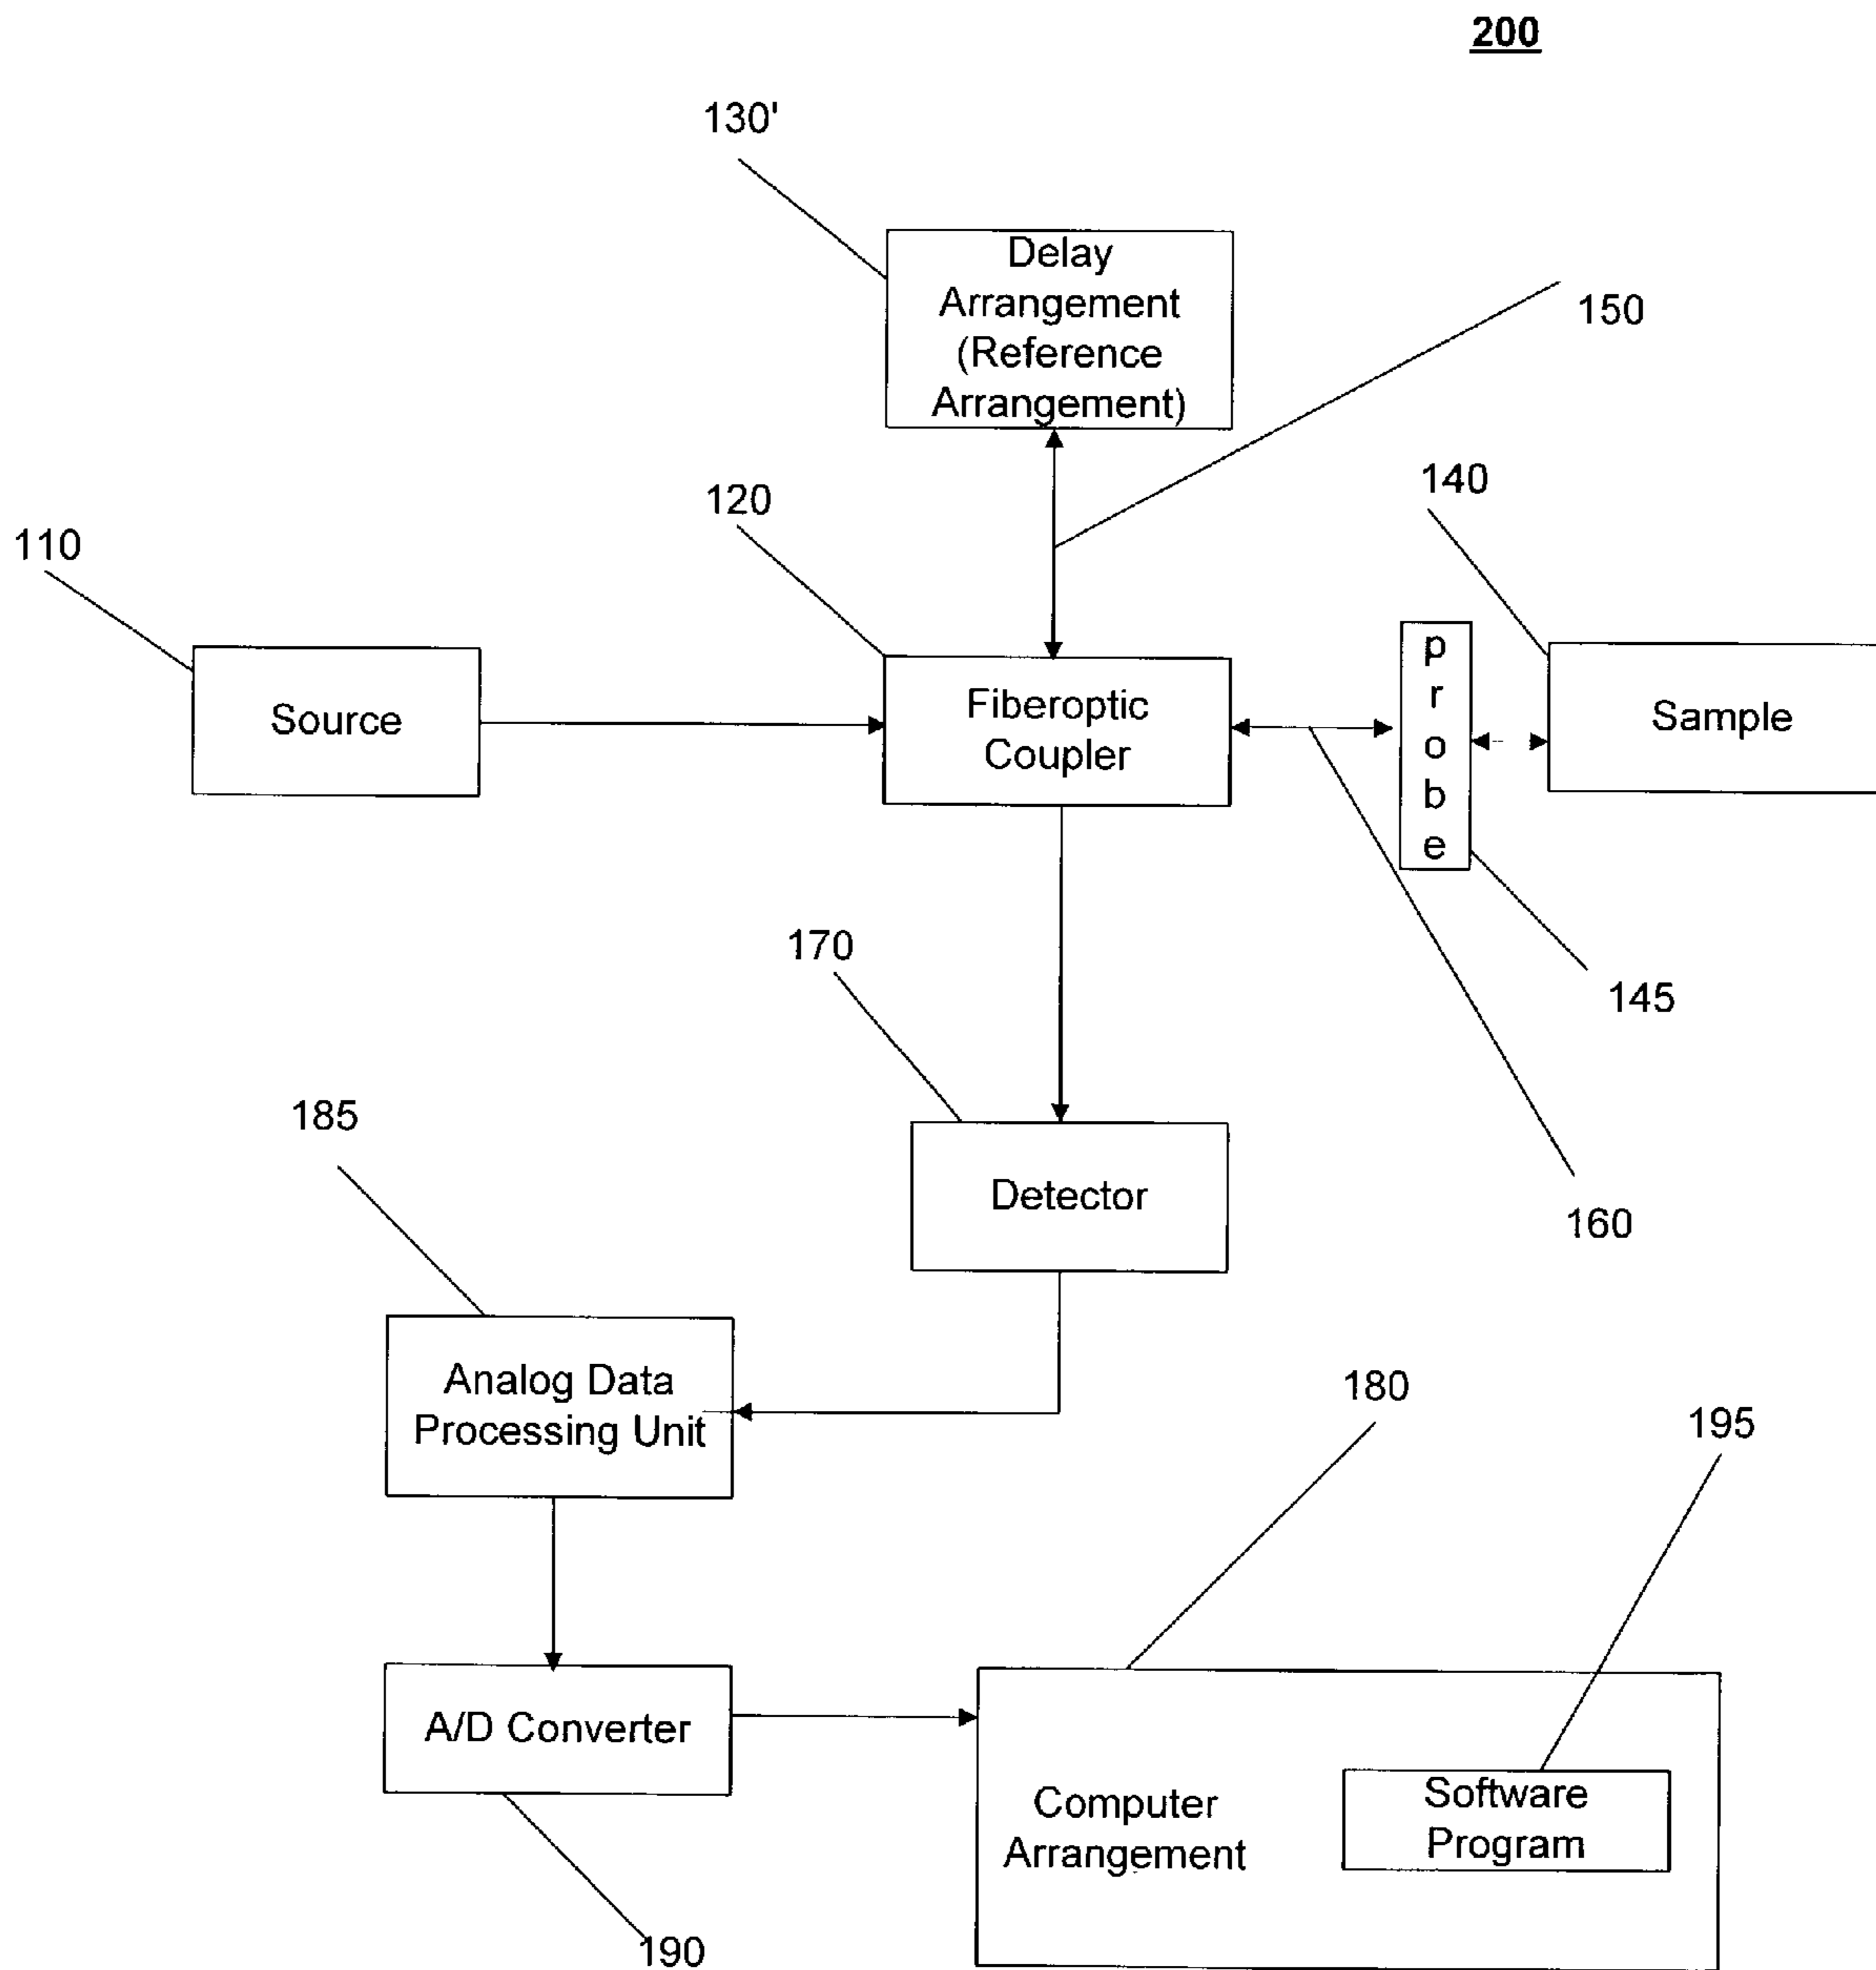 200
130'
Delay
Arrangement
(Reference
Arrangement)
150
120
140
110
Source
Fiberoptic
Coupler
p
r
o
b
e
Sample
170
145
185
Detector
160
Analog Data
Processing Unit
180
195
A/D Converter
Computer
Arrangement
Software
Program
190